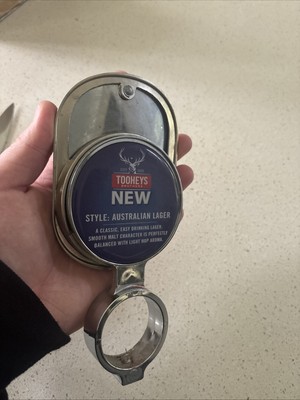 TOOHEYS
NEW
STYLE: AUSTRALIAN LAGER
A CLASSIC, EASY DRINKING LAGER.
SMOOTH MALT CHARACTER IS PERFECTLY
BALANCED WITH LIGHT HOP AROMA.